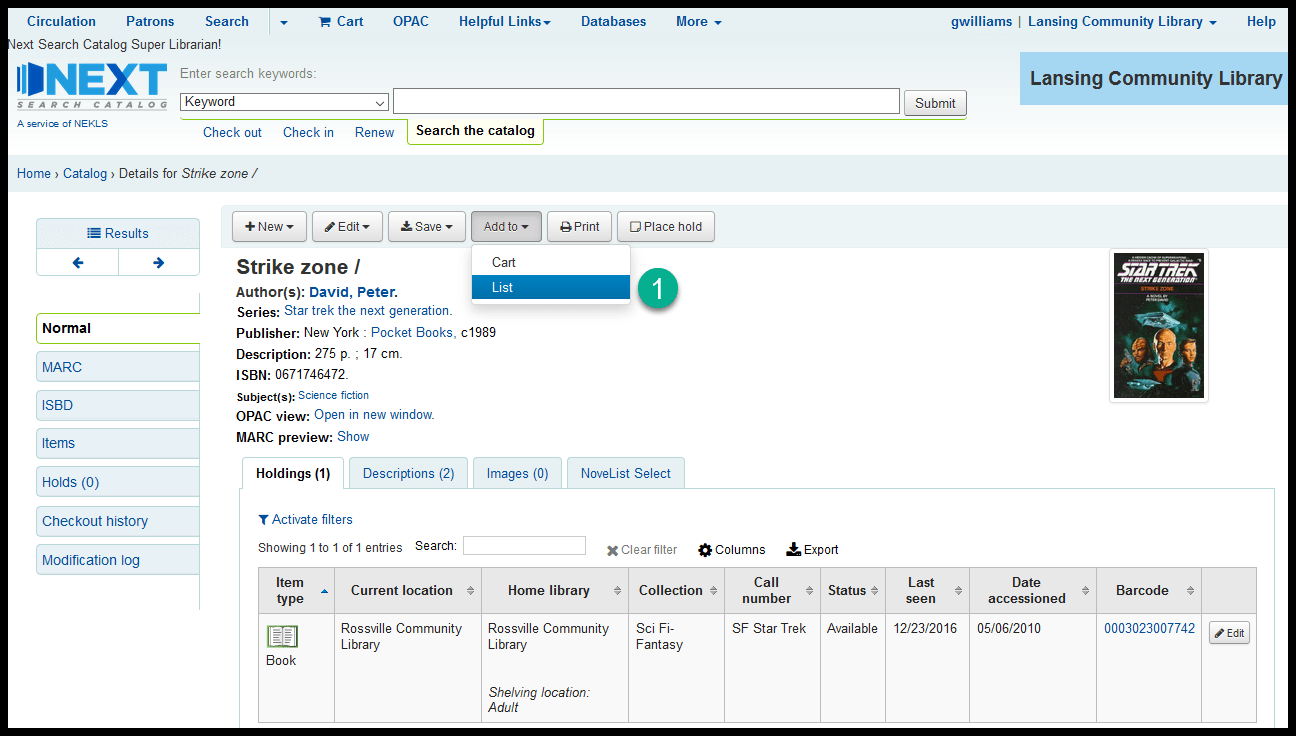 Circulation Patrons Search Cart OPAC Helpful Links Databases More gwilliams | Lansing Community Library Help
Next Search Catalog Super Librarian!
NEXT
SEARCH CATALOG
A service of NEKLS
Enter search keywords:
Lansing Community Library
Keyword Submit
Check out Check in Renew Search the catalog
Home › Catalog › Details for Strike zone /
Results
Normal
MARC
ISBD
Items
Holds (0)
Checkout history
Modification log
New Edit Save Add to Print Place hold
Cart
List
1
Strike zone /
Author(s): David, Peter.
Series: Star trek the next generation.
Publisher: New York : Pocket Books, c1989
Description: 275 p. ; 17 cm.
ISBN: 0671746472.
Subject(s): Science fiction
OPAC view: Open in new window.
MARC preview: Show
STAR TREK
THE NEXT GENERATION
STRIKE ZONE
A NOVEL BY
PETER DAVID
Holdings (1) Descriptions (2) Images (0) NoveList Select
Activate filters
Showing 1 to 1 of 1 entries Search: Clear filter Columns Export
Item type Current location Home library Collection Call number Status Last seen Date accessioned Barcode
Book Rossville Community Library Rossville Community Library Sci Fi-Fantasy SF Star Trek Available 12/23/2016 05/06/2010 0003023007742 Edit
Shelving location:
Adult